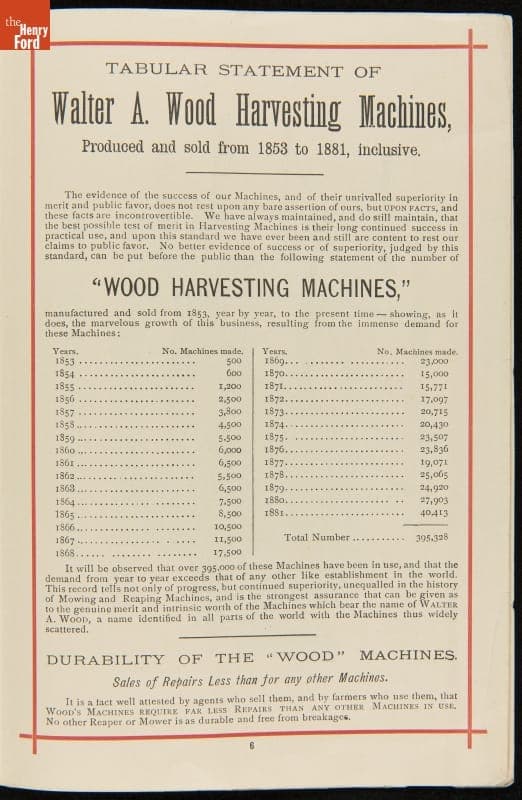 the
Henry
Ford
TABULAR STATEMENT OF
Walter A. Wood Harvesting Machines,
Produced and sold from 1853 to 1881, inclusive.
The evidence of the success of our Machines, and of their unrivalled superiority in
merit and public favor, does not rest upon any bare assertion of ours, but UPON FACTS, and
these facts are incontrovertible. We have always maintained, and do still maintain, that
the best possible test of merit in Harvesting Machines is their long continued success in
practical use, and upon this standard we have ever been and still are content to rest our
claims to public favor. No better evidence of success or of superiority, judged by this
standard, can be put before the public than the following statement of the number of
"WOOD HARVESTING MACHINES,"
manufactured and sold from 1853, year by year, to the present time — showing, as it
does, the marvelous growth of this business, resulting from the immense demand for
these Machines:
Years. No. Machines made.
1853 .......................... 500
1854 .......................... 600
1855 .......................... 1,200
1856 .......................... 2,500
1857 .......................... 3,800
1858 .......................... 4,500
1859 .......................... 5,500
1860 .......................... 6,000
1861 .......................... 6,500
1862 .......................... 5,500
1863 .......................... 6,500
1864 .......................... 7,500
1865 .......................... 8,500
1866 .......................... 10,500
1867 .......................... 11,500
1868 .......................... 17,500
Years. No. Machines made.
1869 .......................... 23,000
1870 .......................... 15,000
1871 .......................... 15,771
1872 .......................... 17,097
1873 .......................... 20,715
1874 .......................... 20,430
1875 .......................... 23,507
1876 .......................... 23,836
1877 .......................... 19,071
1878 .......................... 25,065
1879 .......................... 24,920
1880 .......................... 27,903
1881 .......................... 40,413
Total Number ........... 395,328
It will be observed that over 395,000 of these Machines have been in use, and that the
demand from year to year exceeds that of any other like establishment in the world.
This record tells not only of progress, but continued superiority, unequalled in the history
of Mowing and Reaping Machines, and is the strongest assurance that can be given as
to the genuine merit and intrinsic worth of the Machines which bear the name of WALTER
A. WOOD, a name identified in all parts of the world with the Machines thus widely
scattered.
DURABILITY OF THE "WOOD" MACHINES.
Sales of Repairs Less than for any other Machines.
It is a fact well attested by agents who sell them, and by farmers who use them, that
WOOD'S MACHINES REQUIRE FAR LESS REPAIRS THAN ANY OTHER MACHINES IN USE.
No other Reaper or Mower is as durable and free from breakages.
6